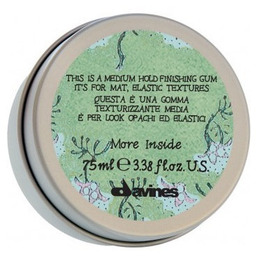 THIS IS A MEDIUM HOLD FINISHING GUM
IT'S FOR MAT, ELASTIC TEXTURES
QUESTA È UNA GOMMA
TEXTURIZZANTE MEDIA
È PER LOOK OPACHI ED ELASTICI
More Inside
75ml ℮ 3.38 fl.oz.U.S.
davines